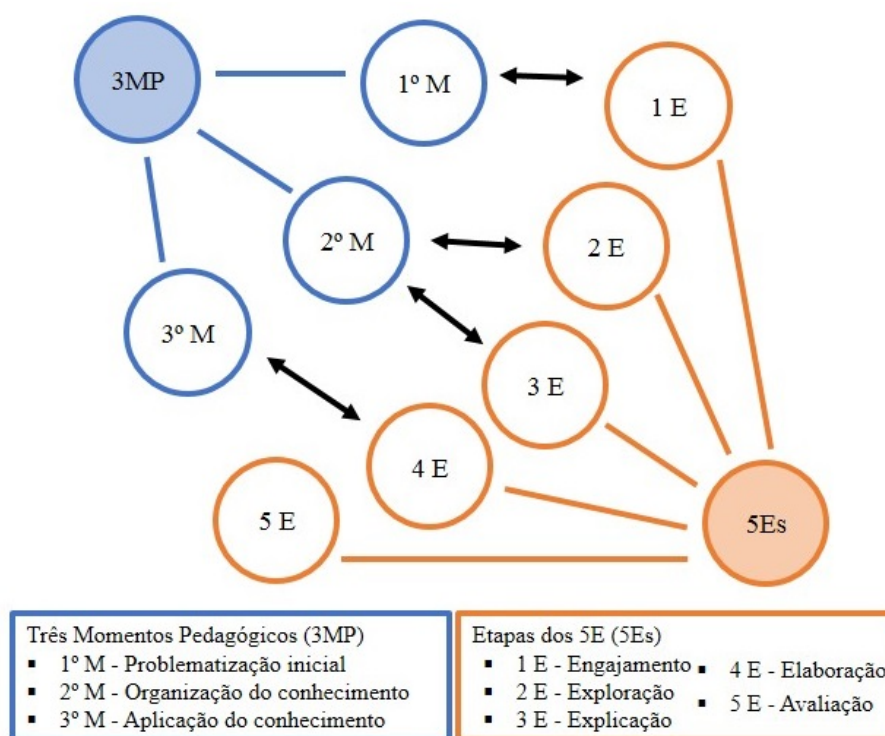 3MP
1º M
1 E
2º M
2 E
3º M
3 E
4 E
5 E
5Es
Três Momentos Pedagógicos (3MP)
▪ 1º M - Problematização inicial
▪ 2º M - Organização do conhecimento
▪ 3º M - Aplicação do conhecimento
Etapas dos 5E (5Es)
▪ 1 E - Engajamento
▪ 2 E - Exploração
▪ 3 E - Explicação
▪ 4 E - Elaboração
▪ 5 E - Avaliação